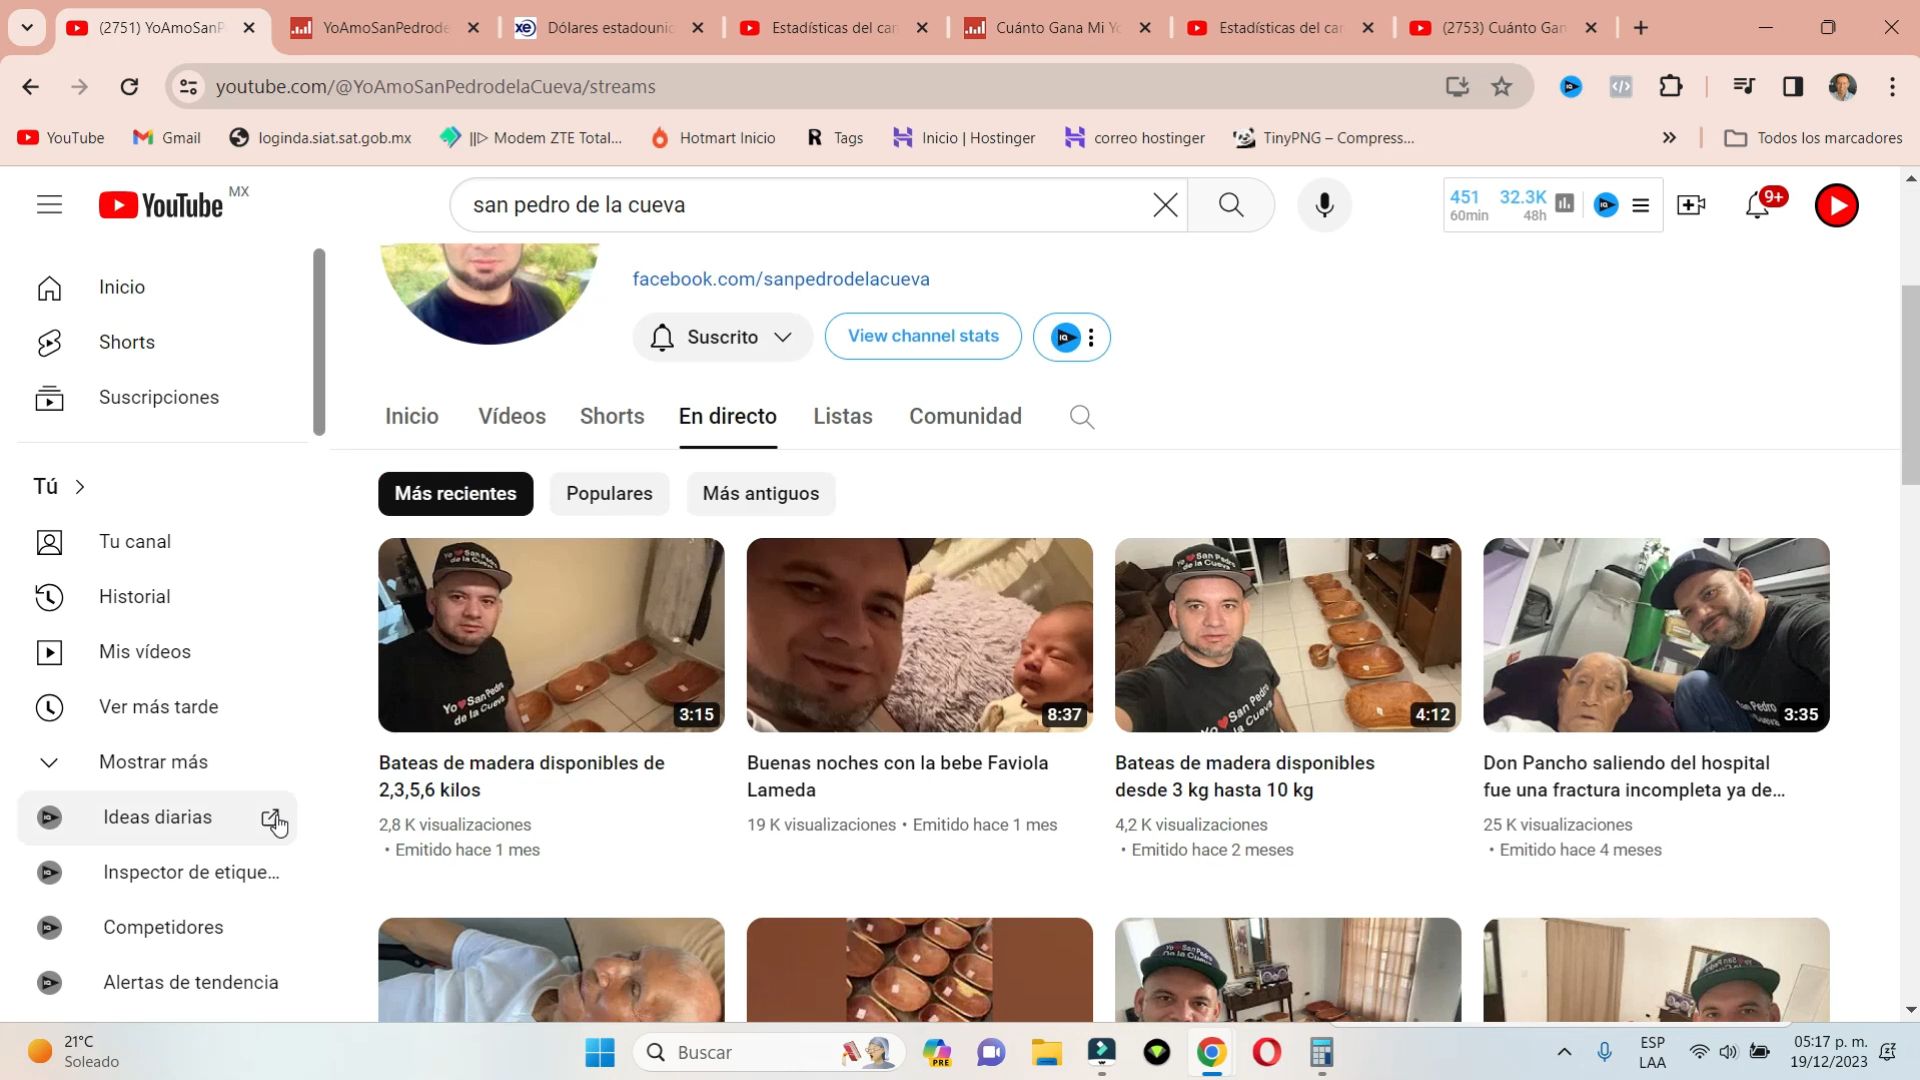 (2751) YoAmoSanP
YoAmoSanPedrode
Dólares estadounid
Estadísticas del can
Cuánto Gana Mi Yo
Estadísticas del can
(2753) Cuánto Gan
youtube.com/@YoAmoSanPedrodelaCueva/streams
YouTube
Gmail
loginda.siat.sat.gob.mx
||▷ Modem ZTE Total...
Hotmart Inicio
Tags
Inicio | Hostinger
correo hostinger
TinyPNG – Compress...
»
Todos los marcadores
YouTube MX
san pedro de la cueva
451 32.3K
60min 48h
9+
Inicio
Shorts
Suscripciones
Tú
Tu canal
Historial
Mis vídeos
Ver más tarde
Mostrar más
Ideas diarias
Inspector de etique...
Competidores
Alertas de tendencia
facebook.com/sanpedrodelacueva
Suscrito
View channel stats
Inicio Vídeos Shorts En directo Listas Comunidad
Más recientes Populares Más antiguos
3:15
Bateas de madera disponibles de
2,3,5,6 kilos
2,8 K visualizaciones
• Emitido hace 1 mes
8:37
Buenas noches con la bebe Faviola
Lameda
19 K visualizaciones • Emitido hace 1 mes
4:12
Bateas de madera disponibles
desde 3 kg hasta 10 kg
4,2 K visualizaciones
• Emitido hace 2 meses
3:35
Don Pancho saliendo del hospital
fue una fractura incompleta ya de...
25 K visualizaciones
• Emitido hace 4 meses
21°C
Soleado
Buscar
PRE
ESP
LAA
05:17 p. m.
19/12/2023